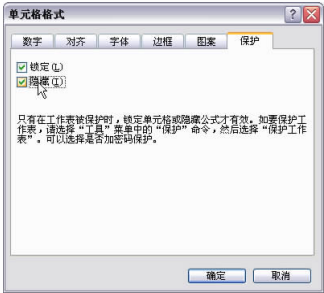 单元格格式
数字 对齐 字体 边框 图案 保护
锁定(L)
隐藏(I)
只有在工作表被保护时，锁定单元格或隐藏公式才有效。如要保护工
作表，请选择“工具”菜单中的“保护”命令，然后选择“保护工作
表”。可以选择是否加密码保护。
确定 取消